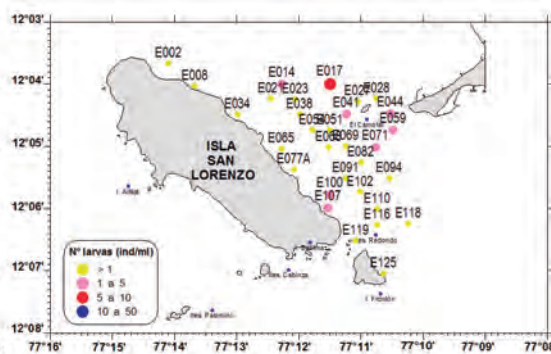 12°03'
12°04'
12°05'
12°06'
12°07'
12°08'
E002
E008
E014
E017
E023
E028
E034
E038
E041
E044
E051
E059
E065
E069
E071
E077A
E082
E091
E094
E100
E102
E107
E110
E116
E118
E119
E125
El Camotal
ISLA
SAN
LORENZO
Nº larvas (ind/ml)
> 1
1 a 5
5 a 10
10 a 50
77°15'
77°14'
77°13'
77°12'
77°11'
77°10'
77°09'
77°08'